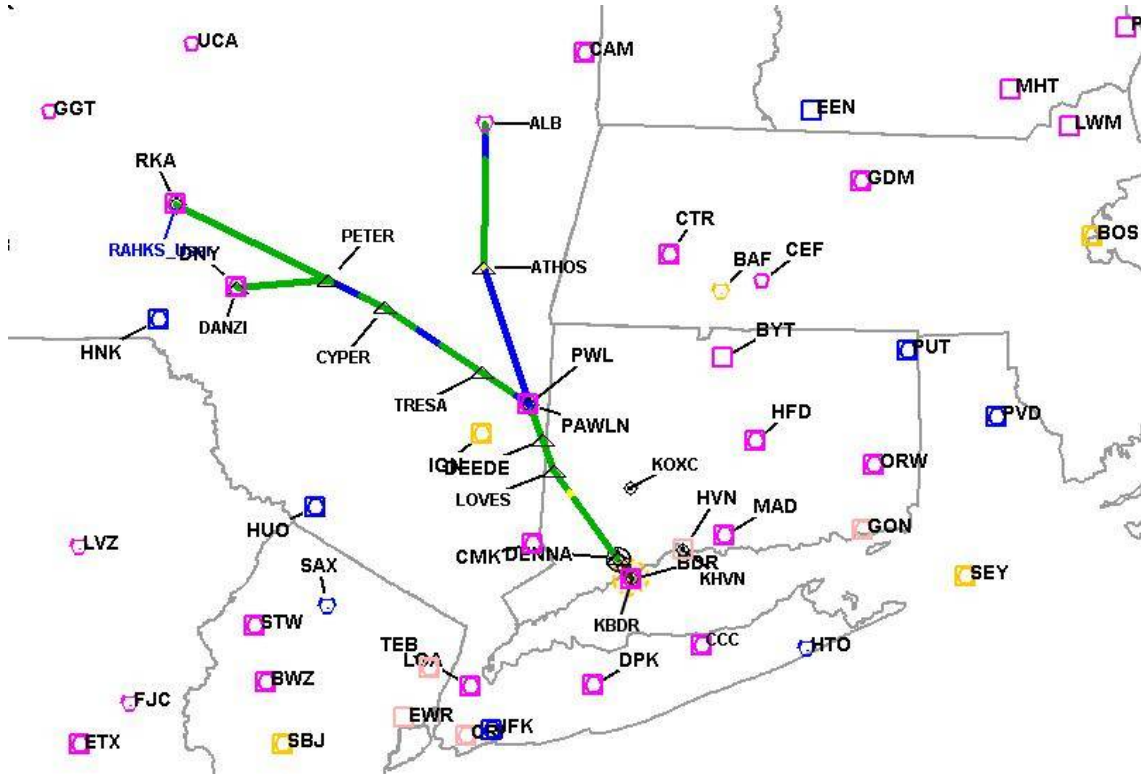 UCA
CAM
MHT
GGT
EEN
ALB
LWM
RKA
GDM
PETER
CTR
BOS
RAHKS_U
DNY
ATHOS
BAF
CEF
DANZI
HNK
CYPER
BYT
PUT
PWL
TRESA
PAWLN
HFD
PVD
IGN
DEEDE
ORW
KOXC
LOVES
HVN
MAD
GON
HUO
LVZ
CMK
DENNA
BDR
KHVN
SEY
SAX
STW
KBDR
TEB
LGA
CCC
HTO
BWZ
DPK
FJC
EWR
JFK
CRI
ETX
SBJ